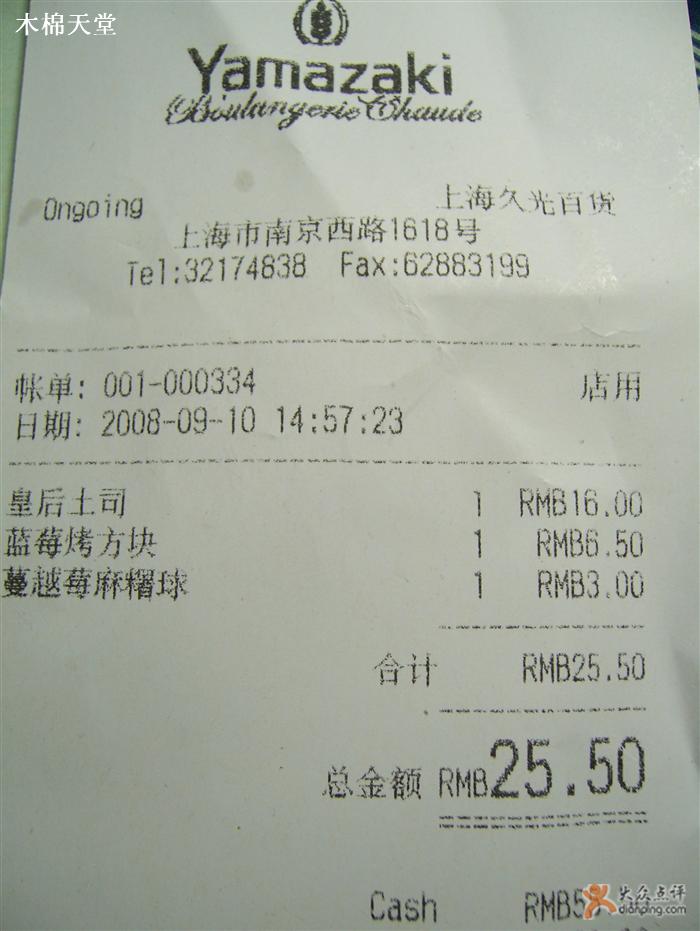 木棉天堂
Yamazaki
Boulangerie Chaude
Ongoing 上海久光百货
上海市南京西路1618号
Tel:32174838 Fax:62883199
帐单: 001-000334 店用
日期: 2008-09-10 14:57:23
皇后土司 1 RMB16.00
蓝莓烤方块 1 RMB6.50
蔓越莓麻糬球 1 RMB3.00
合计 RMB25.50
总金额 RMB25.50
Cash
大众点评
dianping.com